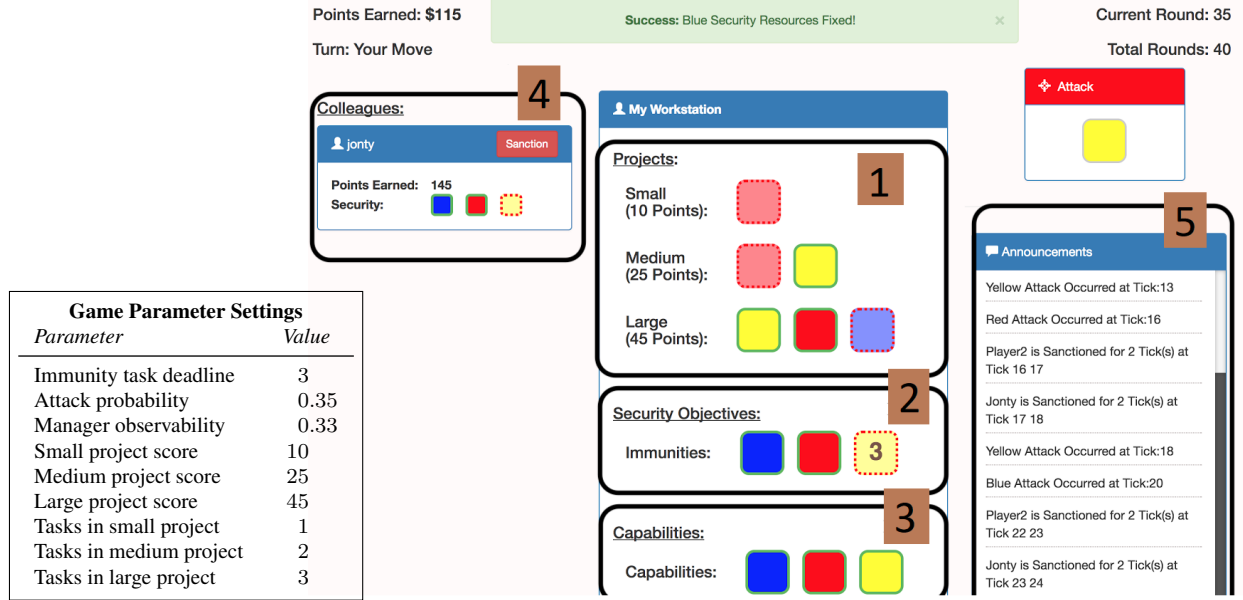 Points Earned: $115
Success: Blue Security Resources Fixed!
×
Current Round: 35
Turn: Your Move
Total Rounds: 40
4
Colleagues:
jonty
Sanction
Points Earned: 145
Security:
My Workstation
1
Projects:
Small
(10 Points):
Medium
(25 Points):
Large
(45 Points):
2
Security Objectives:
Immunities:
3
3
Capabilities:
Capabilities:
Attack
5
Announcements
Yellow Attack Occurred at Tick:13
Red Attack Occurred at Tick:16
Player2 is Sanctioned for 2 Tick(s) at
Tick 16 17
Jonty is Sanctioned for 2 Tick(s) at
Tick 17 18
Yellow Attack Occurred at Tick:18
Blue Attack Occurred at Tick:20
Player2 is Sanctioned for 2 Tick(s) at
Tick 22 23
Jonty is Sanctioned for 2 Tick(s) at
Tick 23 24
Game Parameter Settings
Parameter Value
Immunity task deadline 3
Attack probability 0.35
Manager observability 0.33
Small project score 10
Medium project score 25
Large project score 45
Tasks in small project 1
Tasks in medium project 2
Tasks in large project 3